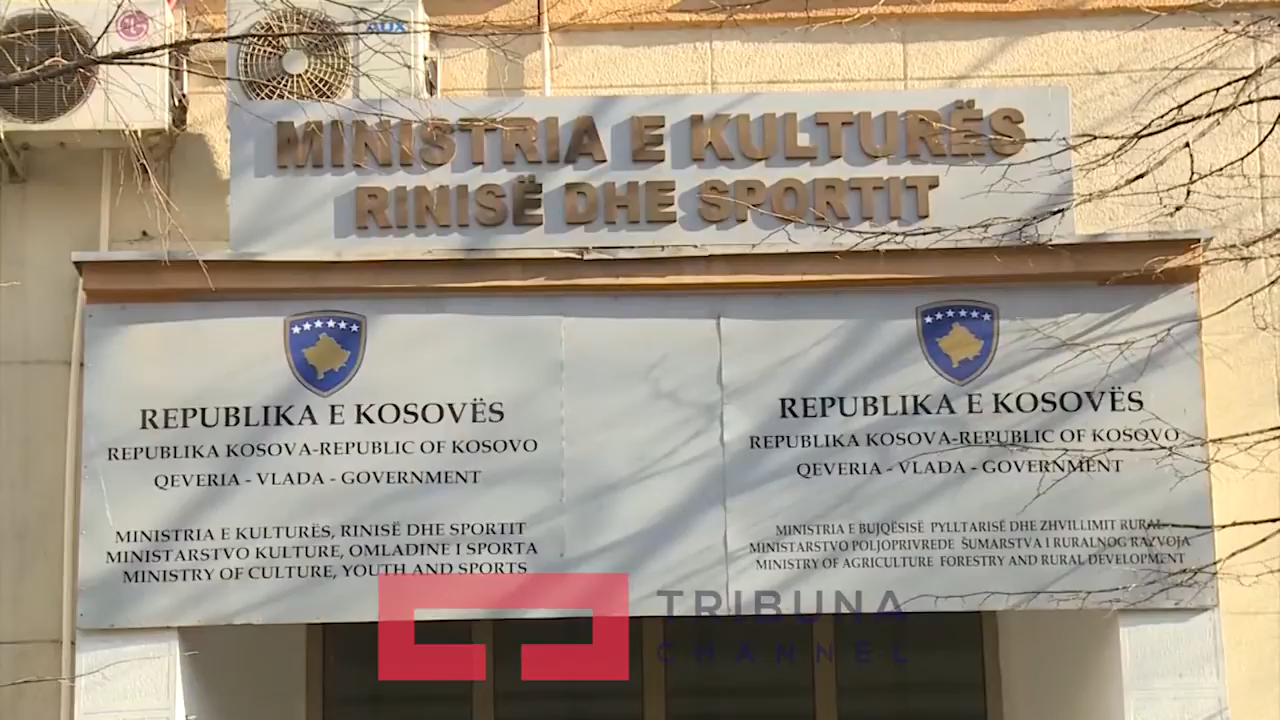 LG
AUX
MINISTRIA E KULTURËS
RINISË DHE SPORTIT
REPUBLIKA E KOSOVËS
REPUBLIKA KOSOVA-REPUBLIC OF KOSOVO
QEVERIA - VLADA - GOVERNMENT
MINISTRIA E KULTURËS, RINISË DHE SPORTIT
MINISTARSTVO KULTURE, OMLADINE I SPORTA
MINISTRY OF CULTURE, YOUTH AND SPORTS
REPUBLIKA E KOSOVËS
REPUBLIKA KOSOVA-REPUBLIC OF KOSOVO
QEVERIA - VLADA - GOVERNMENT
MINISTRIA E BUJQËSISË PYLLTARISË DHE ZHVILLIMIT RURAL
MINISTARSTVO POLJOPRIVREDE ŠUMARSTVA I RURALNOG RAZVOJA
MINISTRY OF AGRICULTURE FORESTRY AND RURAL DEVELOPMENT
TRIBUNA
CHANNEL